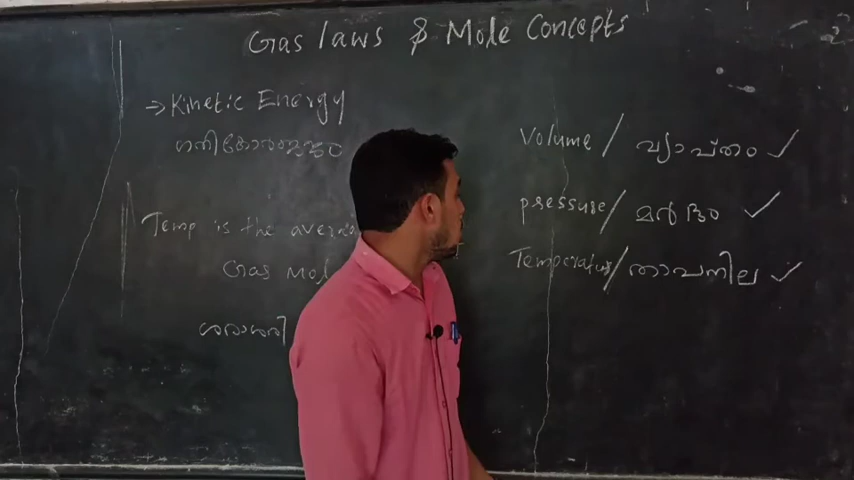 Gas laws & Mole Concepts
→ Kinetic Energy
ഗതികോർജ്ജം
Temp is the
Gas Mol
ശരാശരി
Volume / വ്യാപ്തം ✓
pressure / മർദ്ദം ✓
Temperature / താപനില ✓